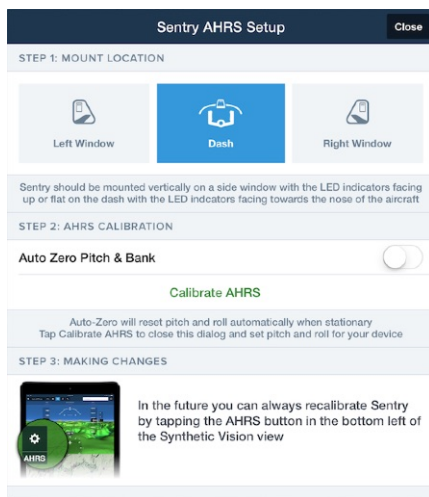 Sentry AHRS Setup
Close
STEP 1: MOUNT LOCATION
Left Window
Dash
Right Window
Sentry should be mounted vertically on a side window with the LED indicators facing
up or flat on the dash with the LED indcators facing towards the nose of the aircraft
STEP 2: AHRS CALIBRATION
Auto Zero Pitch & Bank
Calibrate AHRS
Auto-Zero will reset pitch and roll automatically when stationary
Tap Calibrate AHRS to close this dialog and set pitch and roll for your device
STEP 3: MAKING CHANGES
In the future you can always recalibrate Sentry
by tapping the AHRS button in the bottom left of
the Synthetic Vision view
AHRS